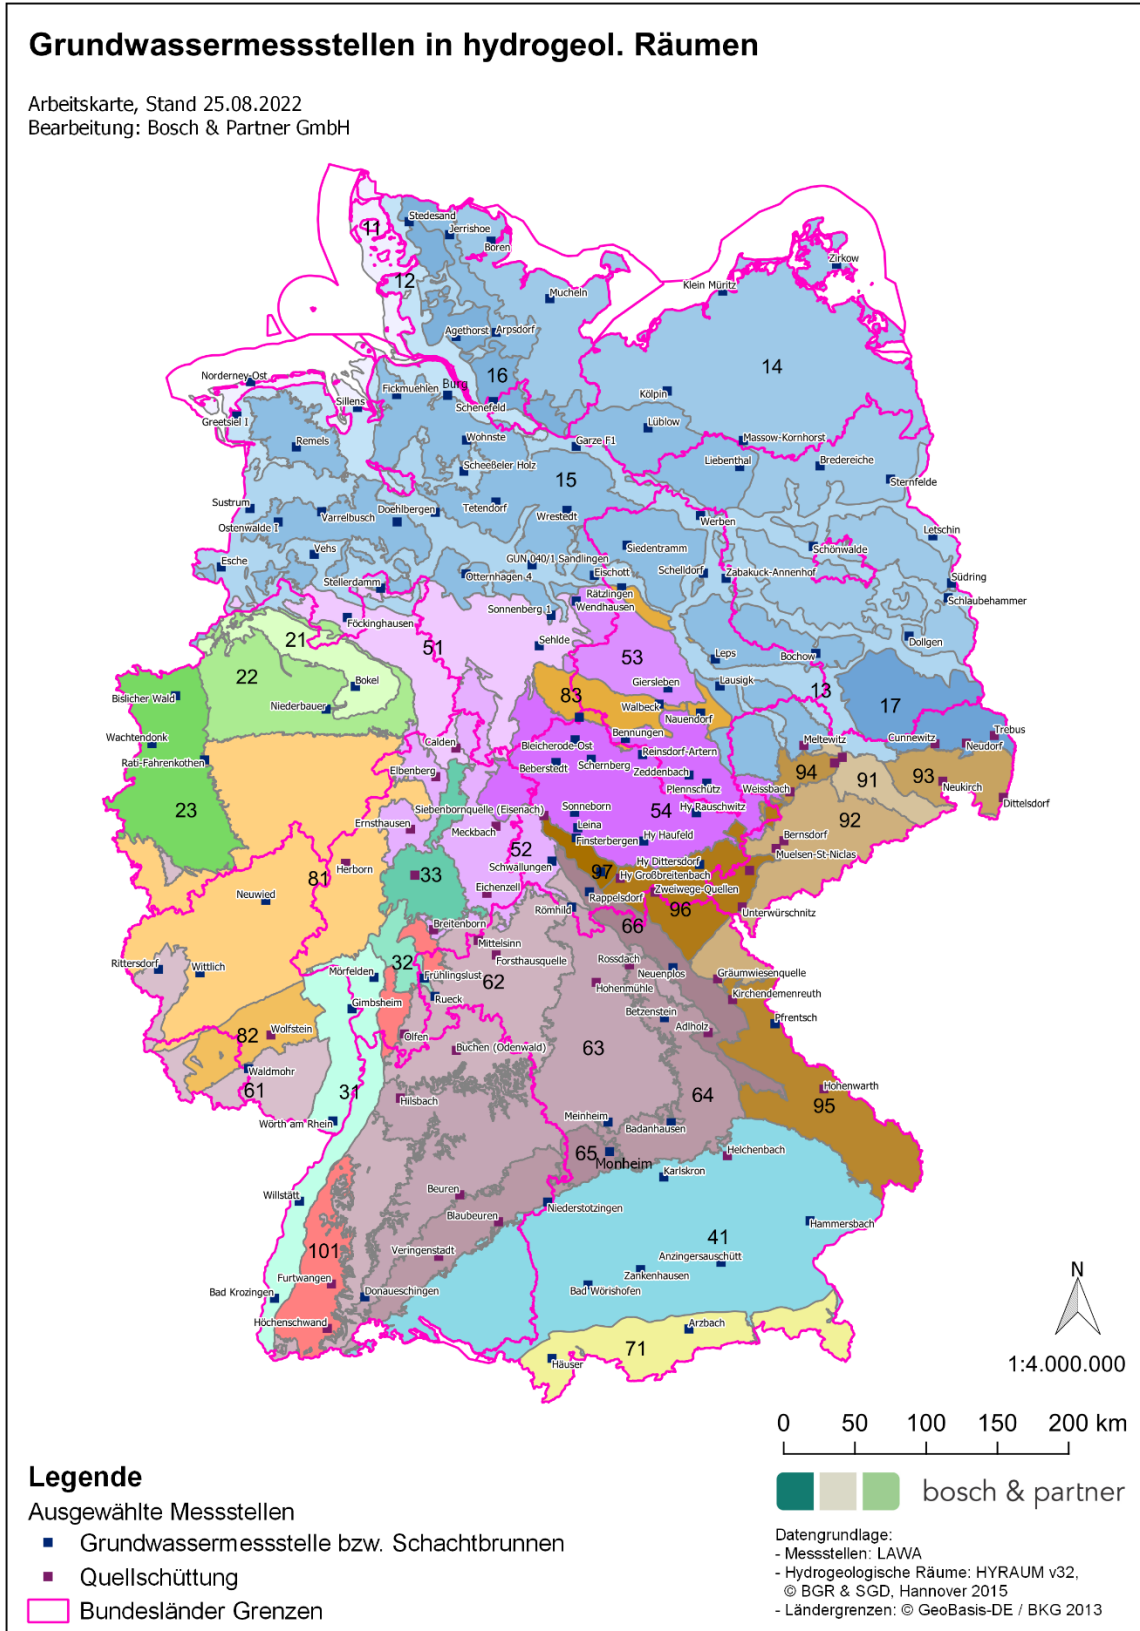 Grundwassermessstellen in hydrogeol. Räumen
Arbeitskarte, Stand 25.08.2022
Bearbeitung: Bosch & Partner GmbH
11
Stedesand
Jerrishoe
Boren
Zirkow
12
Klein Müritz
Mucheln
Agethorst
Arpsdorf
14
16
Norderney-Ost
Fickmuehlen
Burg
Kölpin
Sillens
Schenefeld
Greetsiel I
Lüblow
Remels
Wohnste
Garze F1
Massow-Kornhorst
Scheeßeler Holz
Liebenthal
Bredereiche
15
Sternfelde
Sustrum
Doehlbergen
Tetendorf
Varrelbusch
Wrestedt
Ostenwalde I
Werben
Letschin
Vehs
Siedentramm
Schönwalde
Esche
GUN 040/1 Sandlingen
Eischott
Schelldorf
Zabakuck-Annenhof
Südring
Stellerdamm
Otternhagen 4
Rätzlingen
Schlaubehammer
Wendhausen
Sonnenberg 1
Föckinghausen
21
51
Sehlde
Dollgen
53
Leps
Bochow
22
Bokel
Giersleben
Lausigk
13
Bislicher Wald
83
Walbeck
17
Niederbauer
Nauendorf
Wachtendonk
Calden
Bleicherode-Ost
Bennungen
Meltewitz
Cunnewitz
Trebus
Rati-Fahrenkothen
Reinsdorf-Artern
Neudorf
Elbenberg
Beberstedt
Schernberg
Zeddenbach
94
91
93
Plennschütz
Weissbach
Neukirch
Siebenbornquelle (Eisenach)
Sonneborn
54
Hy Rauschwitz
Dittelsdorf
23
Ernsthausen
Meckbach
Leina
92
Finsterbergen
Hy Haufeld
Bernsdorf
52
Muelsen-St-Niclas
Schwallungen
Hy Dittersdorf
81
Herborn
33
97
Hy Großbreitenbach
Eichenzell
Zweiwege-Quellen
Neuwied
Rappelsdorf
96
Römhild
Unterwürschnitz
Breitenborn
66
Mittelsinn
Rittersdorf
32
Forsthausquelle
Rossdach
Wittlich
Mörfelden
Frühlingslust
62
Neuenplos
Gräumwiesenquelle
Rueck
Hohenmühle
Kirchendemenreuth
Gimbsheim
Betzenstein
Pfrentsch
82
Wolfstein
Olfen
Adlholz
Buchen (Odenwald)
63
Waldmohr
61
31
Hilsbach
64
Hohenwarth
95
Wörth am Rhein
Meinheim
Badanhausen
65
Monheim
Helchenbach
Karlskron
Willstätt
Beuren
Niederstotzingen
Blaubeuren
Hammersbach
41
101
Veringenstadt
Anzingersauschütt
Zankenhausen
Furtwangen
Bad Wörishofen
Bad Krozingen
Donaueschingen
Höchenschwand
Arzbach
71
Häuser
N
1:4.000.000
0 50 100 150 200 km
bosch & partner
Legende
Ausgewählte Messstellen
Grundwassermessstelle bzw. Schachtbrunnen
Quellschüttung
Bundesländer Grenzen
Datengrundlage:
- Messstellen: LAWA
- Hydrogeologische Räume: HYRAUM v32,
© BGR & SGD, Hannover 2015
- Ländergrenzen: © GeoBasis-DE / BKG 2013